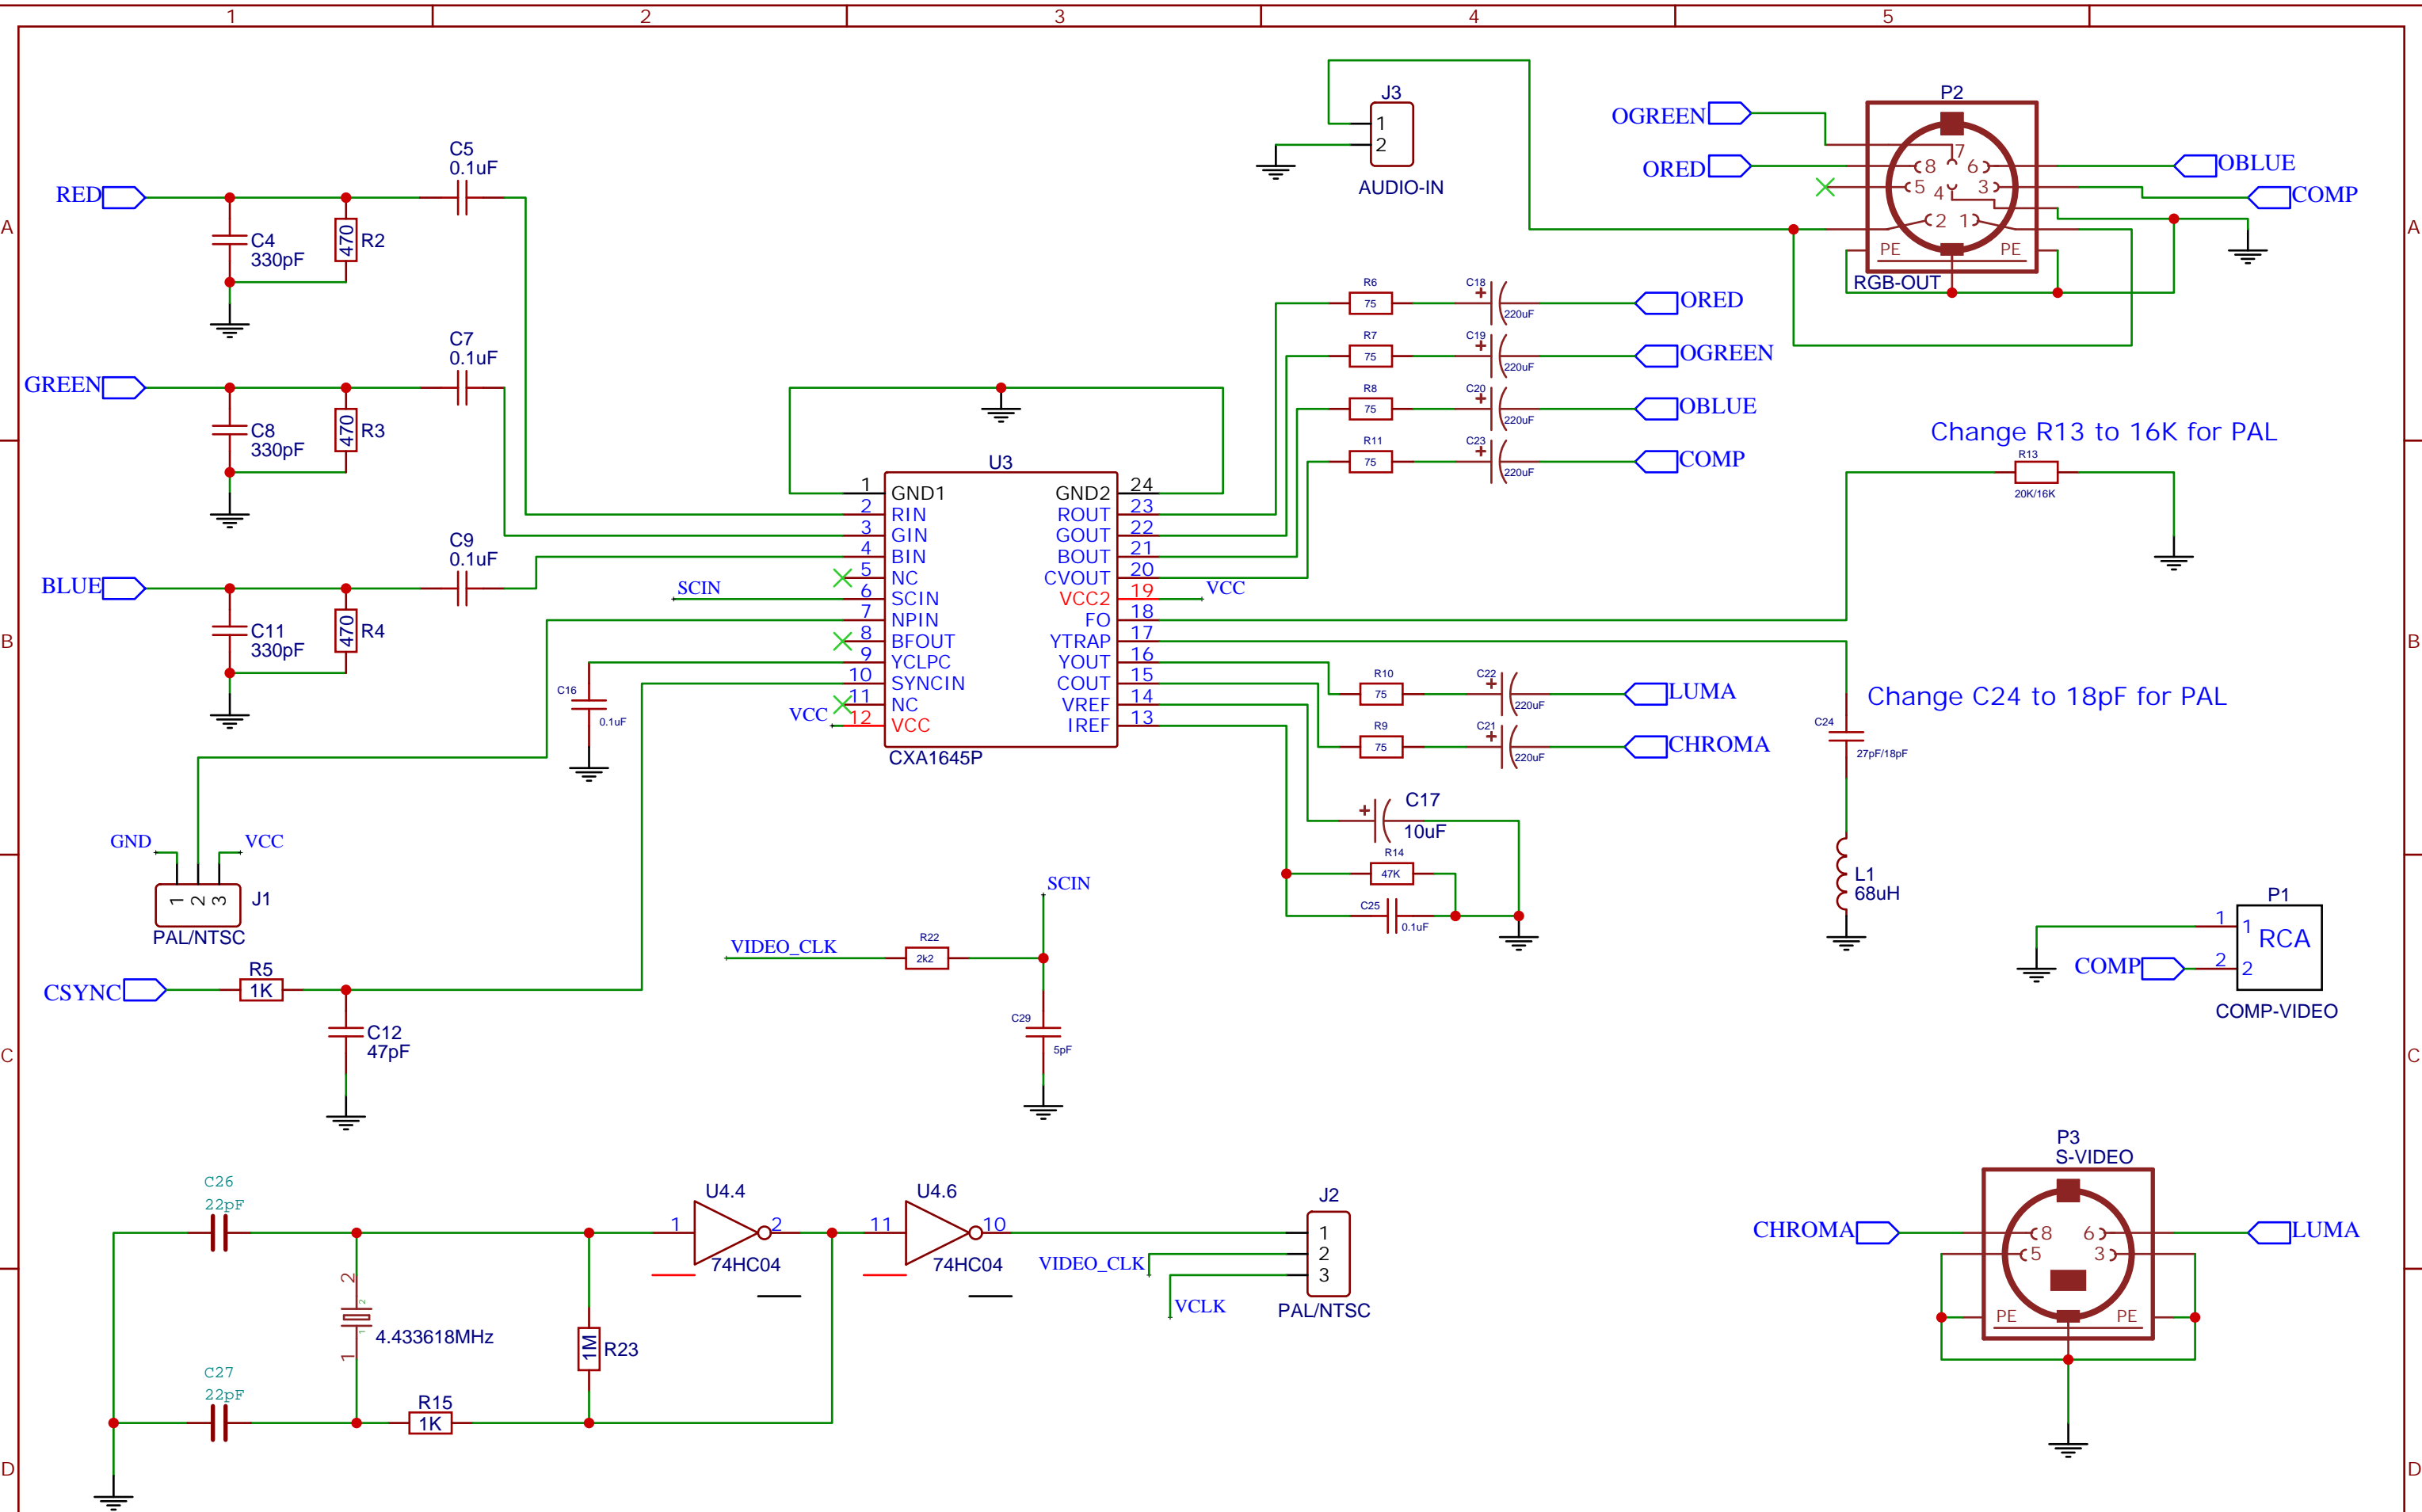 1 2 3 4 5
A A
B B
C C
D D
RED
C5
0.1uF
C4
330pF
470 R2
GREEN
C7
0.1uF
C8
330pF
470 R3
BLUE
C9
0.1uF
C11
330pF
470 R4
J3
1
2
AUDIO-IN
P2
OGREEN
ORED
OBLUE
COMP
7
8 6
5 4 3
2 1
PE PE
RGB-OUT
R6
75
C18
+
220uF
ORED
R7
75
C19
+
220uF
OGREEN
R8
75
C20
+
220uF
OBLUE
R11
75
C23
+
220uF
COMP
Change R13 to 16K for PAL
R13
20K/16K
U3
1 GND1 GND2 24
2 RIN ROUT 23
3 GIN GOUT 22
4 BIN BOUT 21
5 NC CVOUT 20
6 SCIN VCC2 19
7 NPIN FO 18
8 BFOUT YTRAP 17
9 YCLPC YOUT 16
10 SYNCIN COUT 15
11 NC VREF 14
12 VCC IREF 13
CXA1645P
SCIN
VCC
VCC
C16
0.1uF
R10
75
C22
+
220uF
LUMA
R9
75
C21
+
220uF
CHROMA
+
C17
10uF
R14
47K
C25
0.1uF
Change C24 to 18pF for PAL
C24
27pF/18pF
L1
68uH
GND VCC
1 2 3
J1
PAL/NTSC
CSYNC
R5
1K
C12
47pF
SCIN
VIDEO_CLK
R22
2k2
C29
5pF
P1
1 1
RCA
COMP 2 2
COMP-VIDEO
C26
22pF
2
2
1
1
4.433618MHz
C27
22pF
R15
1K
1M R23
U4.4
1 2
74HC04
U4.6
11 10
74HC04
J2
1
2
3
VIDEO_CLK
VCLK
PAL/NTSC
P3
S-VIDEO
CHROMA
8 6
5 3
PE PE
LUMA